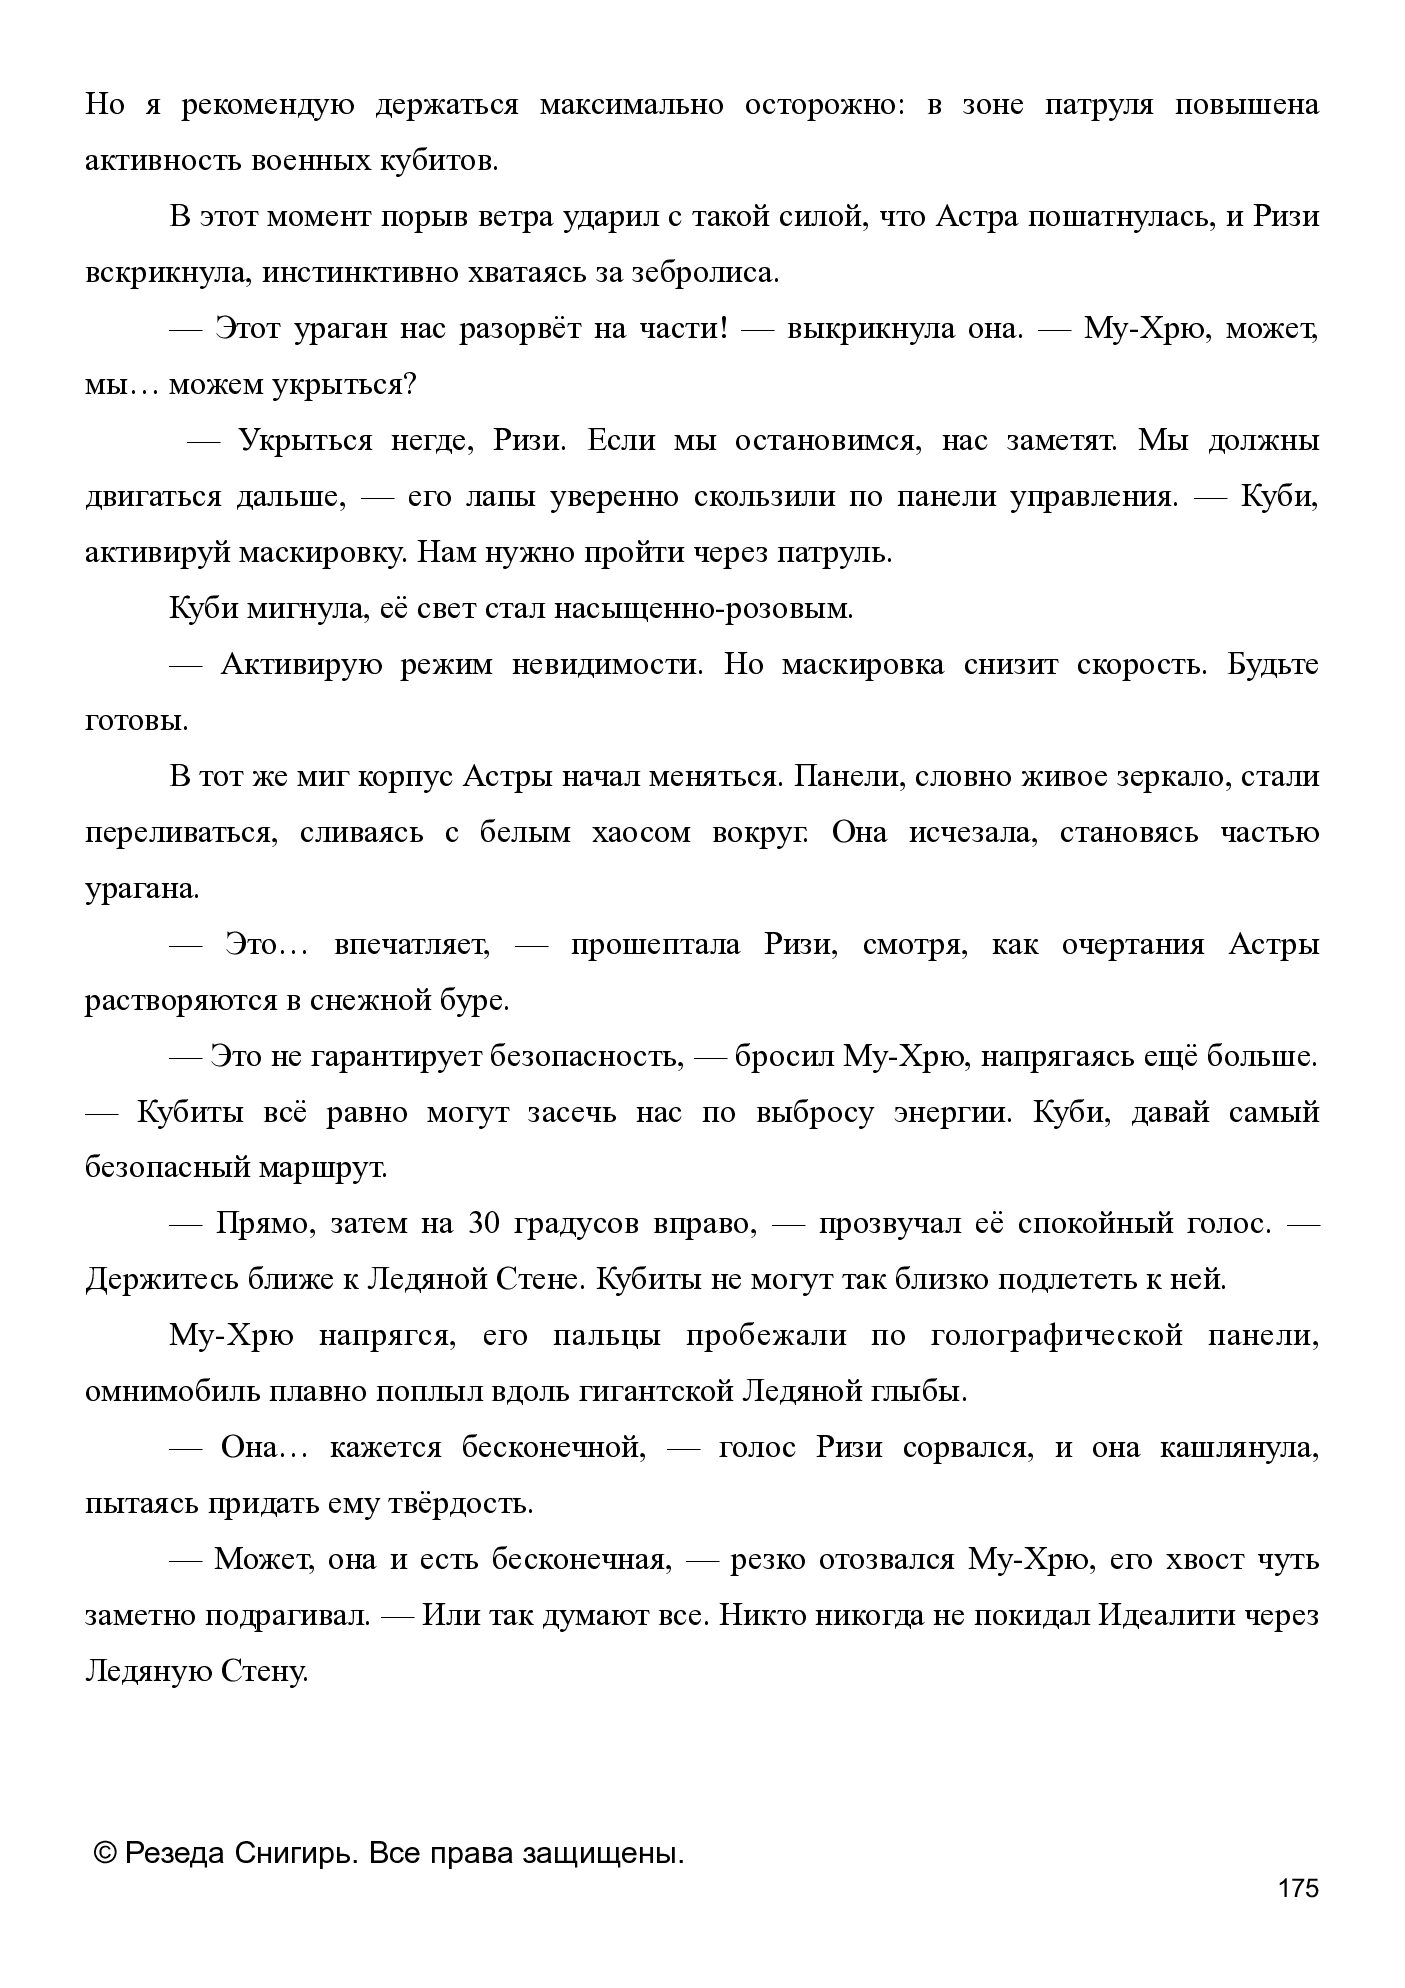 Но я рекомендую держаться максимально осторожно: в зоне патруля повышена
активность военных кубитов.
В этот момент порыв ветра ударил с такой силой, что Астра пошатнулась, и Ризи
вскрикнула, инстинктивно хватаясь за зебролиса.
— Этот ураган нас разорвёт на части! — выкрикнула она. — Му-Хрю, может,
мы… можем укрыться?
— Укрыться негде, Ризи. Если мы остановимся, нас заметят. Мы должны
двигаться дальше, — его лапы уверенно скользили по панели управления. — Куби,
активируй маскировку. Нам нужно пройти через патруль.
Куби мигнула, её свет стал насыщенно-розовым.
— Активирую режим невидимости. Но маскировка снизит скорость. Будьте
готовы.
В тот же миг корпус Астры начал меняться. Панели, словно живое зеркало, стали
переливаться, сливаясь с белым хаосом вокруг. Она исчезала, становясь частью
урагана.
— Это… впечатляет, — прошептала Ризи, смотря, как очертания Астры
растворяются в снежной буре.
— Это не гарантирует безопасность, — бросил Му-Хрю, напрягаясь ещё больше.
— Кубиты всё равно могут засечь нас по выбросу энергии. Куби, давай самый
безопасный маршрут.
— Прямо, затем на 30 градусов вправо, — прозвучал её спокойный голос. —
Держитесь ближе к Ледяной Стене. Кубиты не могут так близко подлететь к ней.
Му-Хрю напрягся, его пальцы пробежали по голографической панели,
омнимобиль плавно поплыл вдоль гигантской Ледяной глыбы.
— Она… кажется бесконечной, — голос Ризи сорвался, и она кашлянула,
пытаясь придать ему твёрдость.
— Может, она и есть бесконечная, — резко отозвался Му-Хрю, его хвост чуть
заметно подрагивал. — Или так думают все. Никто никогда не покидал Идеалити через
Ледяную Стену.
© Резеда Снигирь. Все права защищены.
175